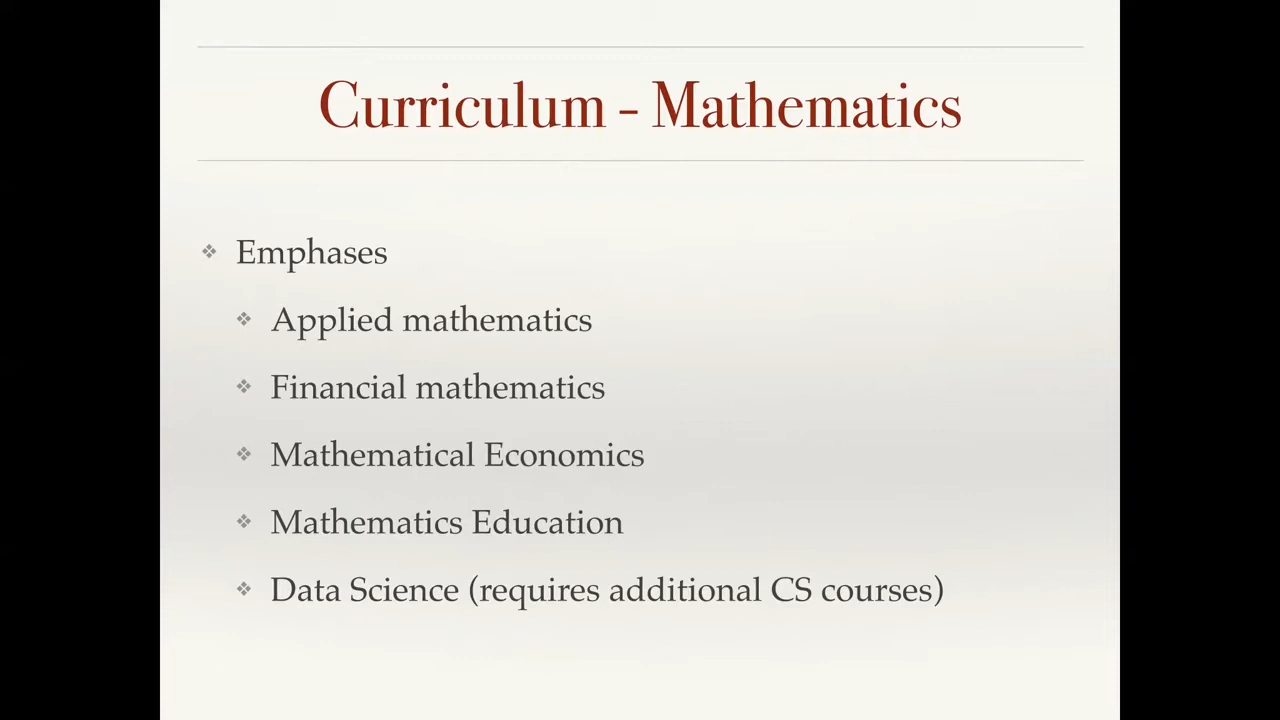 Curriculum – Mathematics
Emphases
Applied mathematics
Financial mathematics
Mathematical Economics
Mathematics Education
Data Science (requires additional CS courses)